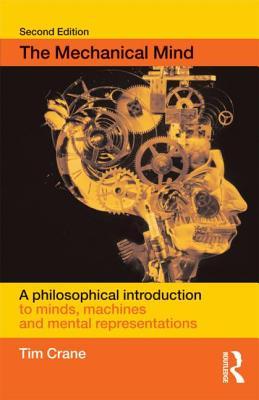 Second Edition
The Mechanical Mind
A philosophical introduction
to minds, machines
and mental representations
Tim Crane
ROUTLEDGE